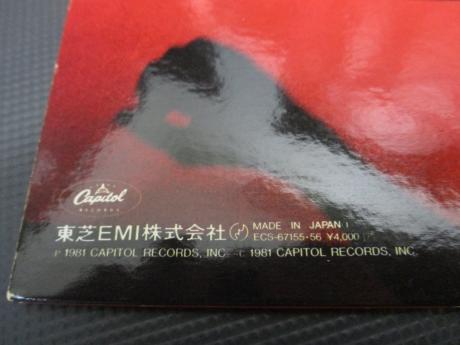 Capitol
RECORDS
MADE IN JAPAN
東芝EMI株式会社 ECS-67155・56 ¥4,000
℗ 1981 CAPITOL RECORDS, INC. © 1981 CAPITOL RECORDS, INC.